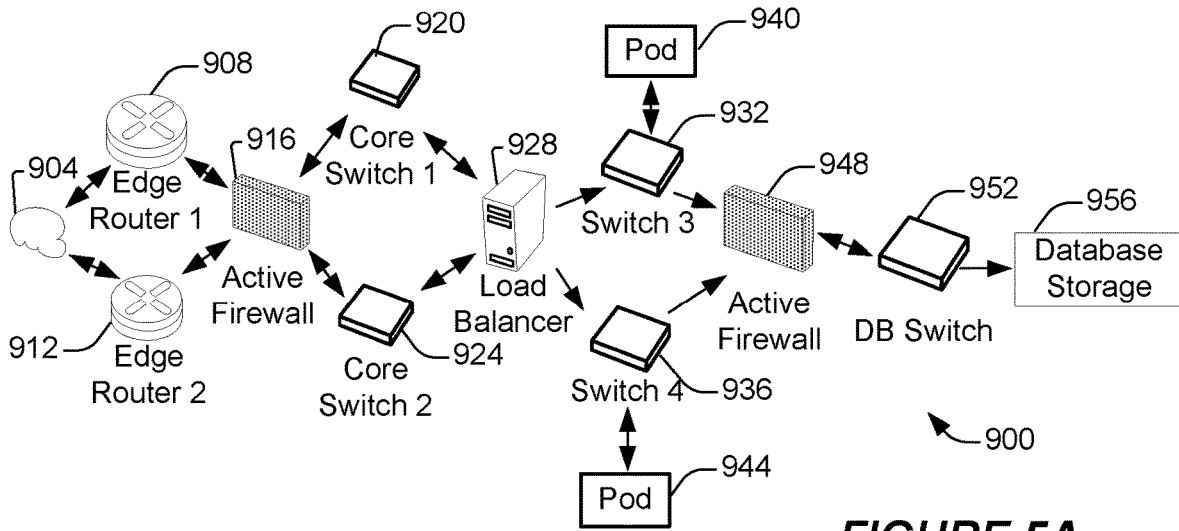 920
940
Pod
908
916
Core
Switch 1
928
932
948
904
Edge
Router 1
Switch 3
952
956
Database
Storage
Active
Firewall
Load
Balancer
Active
Firewall
DB Switch
912
Edge
Router 2
924
Core
Switch 2
Switch 4
936
900
944
Pod
FIGURE 5A